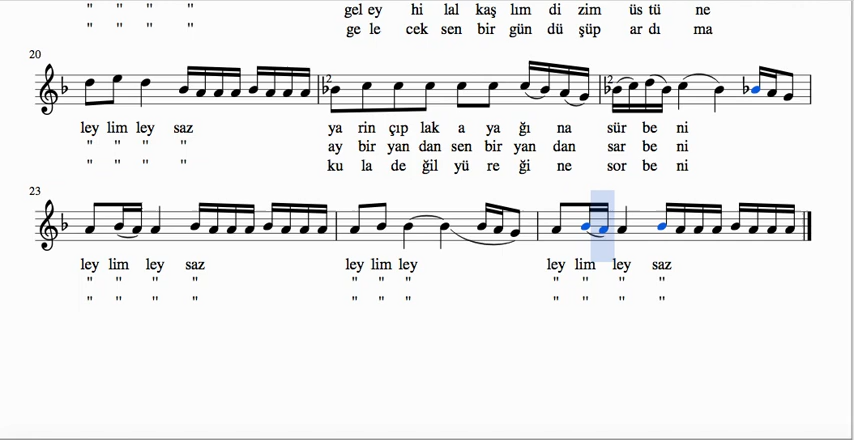 " " " " gel ey hi lal kaş lım di zim üs tü ne
" " " " ge le cek sen bir gün dü şüp ar dı ma
20
2 2
ley lim ley saz ya rin çıp lak a ya ğı na sür be ni
" " " " ay bir yan dan sen bir yan dan sar be ni
" " " " ku la de ğil yü re ği ne sor be ni
23
ley lim ley saz ley lim ley ley lim ley saz
" " " " " " " " " " "
" " " " " " " " " " "